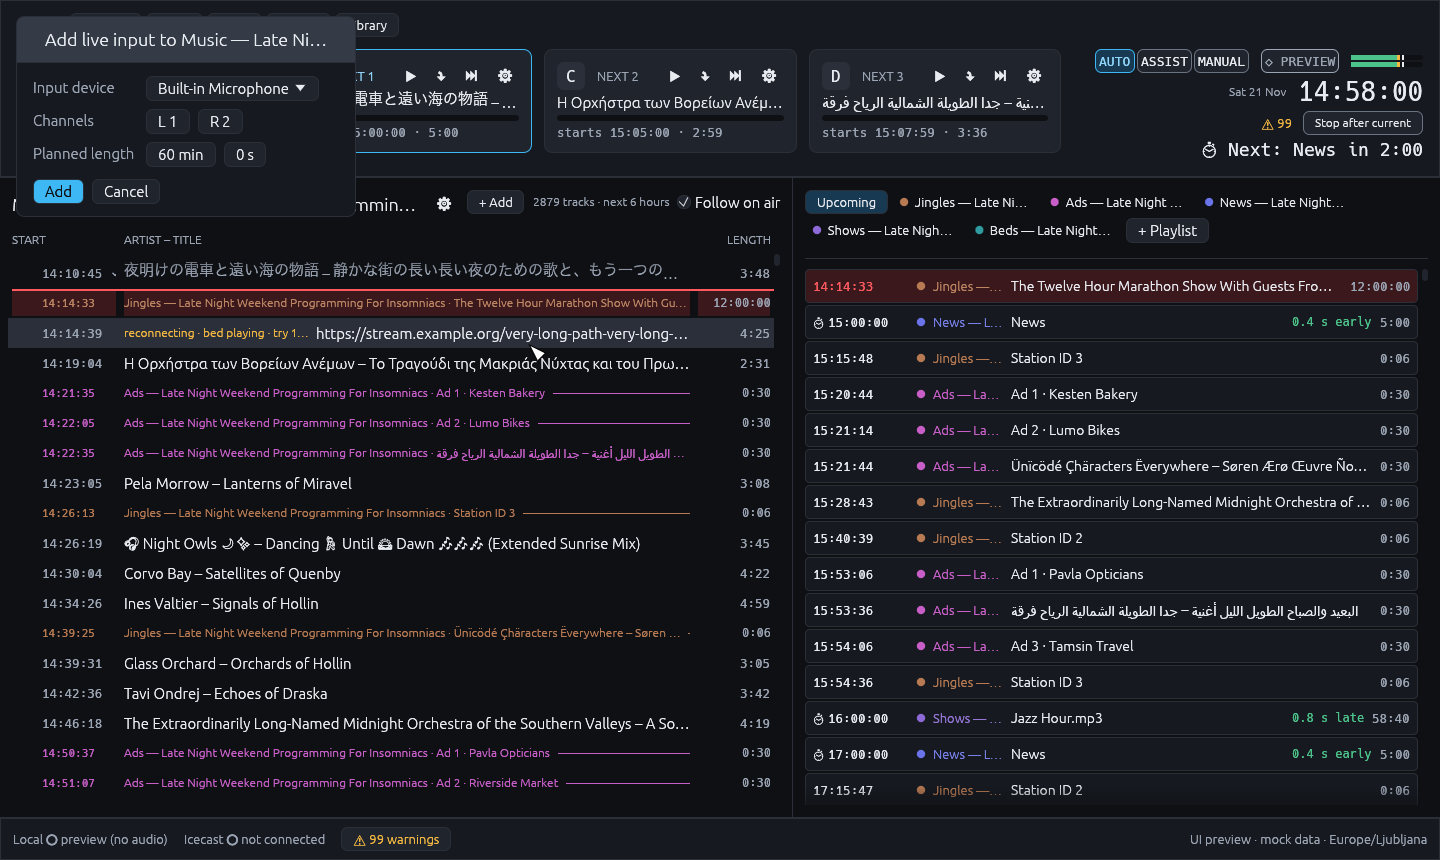 brary
Add live input to Music — Late Ni…
Input device Built-in Microphone
Channels L 1 R 2
Planned length 60 min 0 s
Add Cancel
T 1
電車と遠い海の物語 – …
5:00:00 · 5:00
C NEXT 2
Η Ορχήστρα των Βορείων Ανέμ…
starts 15:05:00 · 2:59
D NEXT 3
نية – جدا الطويلة الشمالية الرياح فرقة…
starts 15:07:59 · 3:36
AUTO ASSIST MANUAL ◇ PREVIEW
Sat 21 Nov 14:58:00
⚠ 99 Stop after current
Next: News in 2:00
mmin… + Add 2879 tracks · next 6 hours Follow on air
START ARTIST – TITLE LENGTH
14:10:45 夜明けの電車と遠い海の物語 – 静かな街の長い長い夜のための歌と、もう一つの… 3:48
14:14:33 Jingles — Late Night Weekend Programming For Insomniacs · The Twelve Hour Marathon Show With Gu… 12:00:00
14:14:39 reconnecting · bed playing · try 1… https://stream.example.org/very-long-path-very-long-… 4:25
14:19:04 Η Ορχήστρα των Βορείων Ανέμων – Το Τραγούδι της Μακριάς Νύχτας και του Πρω… 2:31
14:21:35 Ads — Late Night Weekend Programming For Insomniacs · Ad 1 · Kesten Bakery 0:30
14:22:05 Ads — Late Night Weekend Programming For Insomniacs · Ad 2 · Lumo Bikes 0:30
14:22:35 Ads — Late Night Weekend Programming For Insomniacs · الطويل الليل أغنية – جدا الطويلة الشمالية الرياح فرقة… 0:30
14:23:05 Pela Morrow – Lanterns of Miravel 3:08
14:26:13 Jingles — Late Night Weekend Programming For Insomniacs · Station ID 3 0:06
14:26:19 🎧 Night Owls 🌙✨ – Dancing 💃 Until 🌅 Dawn 🎶🎶🎶 (Extended Sunrise Mix) 3:45
14:30:04 Corvo Bay – Satellites of Quenby 4:22
14:34:26 Ines Valtier – Signals of Hollin 4:59
14:39:25 Jingles — Late Night Weekend Programming For Insomniacs · Ünïcödé Çhäracters Ëverywhere – Søren … 0:06
14:39:31 Glass Orchard – Orchards of Hollin 3:05
14:42:36 Tavi Ondrej – Echoes of Draska 3:42
14:46:18 The Extraordinarily Long-Named Midnight Orchestra of the Southern Valleys – A So… 4:19
14:50:37 Ads — Late Night Weekend Programming For Insomniacs · Ad 1 · Pavla Opticians 0:30
14:51:07 Ads — Late Night Weekend Programming For Insomniacs · Ad 2 · Riverside Market 0:30
Upcoming Jingles — Late Ni… Ads — Late Night … News — Late Night…
Shows — Late Nigh… Beds — Late Night… + Playlist
14:14:33 Jingles —… The Twelve Hour Marathon Show With Guests Fro… 12:00:00
15:00:00 News — L… News 0.4 s early 5:00
15:15:48 Jingles —… Station ID 3 0:06
15:20:44 Ads — La… Ad 1 · Kesten Bakery 0:30
15:21:14 Ads — La… Ad 2 · Lumo Bikes 0:30
15:21:44 Ads — La… Ünïcödé Çhäracters Ëverywhere – Søren Ærø Œuvre Ño… 0:30
15:28:43 Jingles —… The Extraordinarily Long-Named Midnight Orchestra of … 0:06
15:40:39 Jingles —… Station ID 2 0:06
15:53:06 Ads — La… Ad 1 · Pavla Opticians 0:30
15:53:36 Ads — La… البعيد والصباح الطويل الليل أغنية – جدا الطويلة الشمالية الرياح فرقة 0:30
15:54:06 Ads — La… Ad 3 · Tamsin Travel 0:30
15:54:36 Jingles —… Station ID 3 0:06
16:00:00 Shows —… Jazz Hour.mp3 0.8 s late 58:40
17:00:00 News — L… News 0.4 s early 5:00
17:15:47 Jingles —… Station ID 2 0:06
Local preview (no audio) Icecast not connected ⚠ 99 warnings UI preview · mock data · Europe/Ljubljana